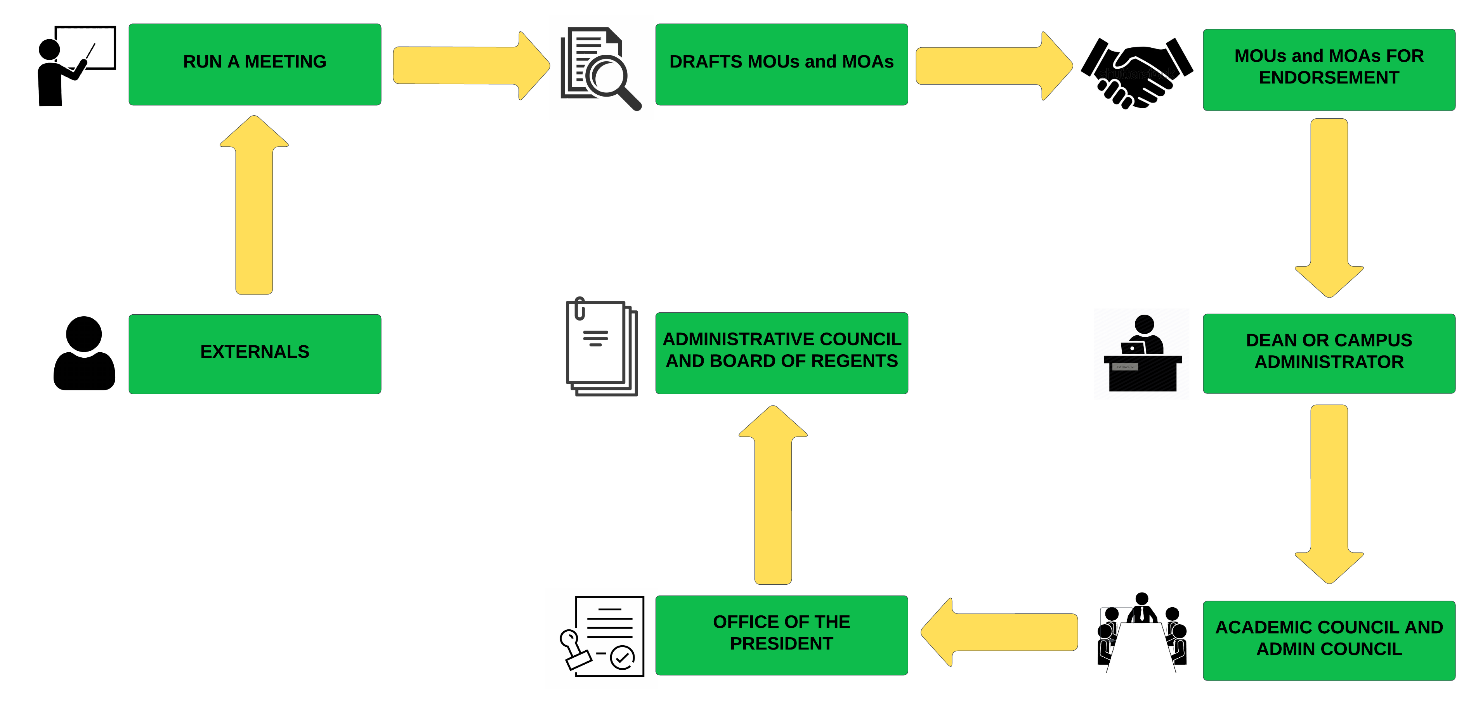 RUN A MEETING
DRAFTS MOUs and MOAs
MOUs and MOAs FOR
ENDORSEMENT
EXTERNALS
ADMINISTRATIVE COUNCIL
AND BOARD OF REGENTS
DEAN OR CAMPUS
ADMINISTRATOR
OFFICE OF THE
PRESIDENT
ACADEMIC COUNCIL AND
ADMIN COUNCIL